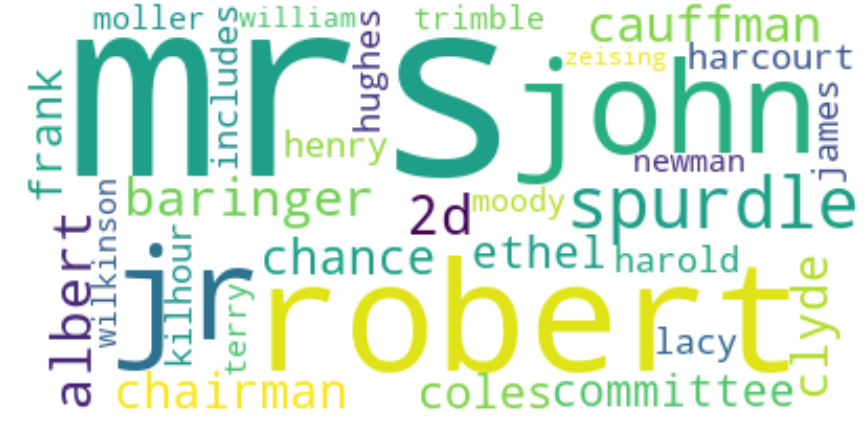 moller
includes
william
hughes
trimble
cauffman
frank
mrs
john
zeising
harcourt
henry
newman
james
baringer
2d
moody
spurdle
albert
wilkinson
jr
kilhour
terry
chance
ethel
harold
robert
lacy
clyde
chairman
coles
committee